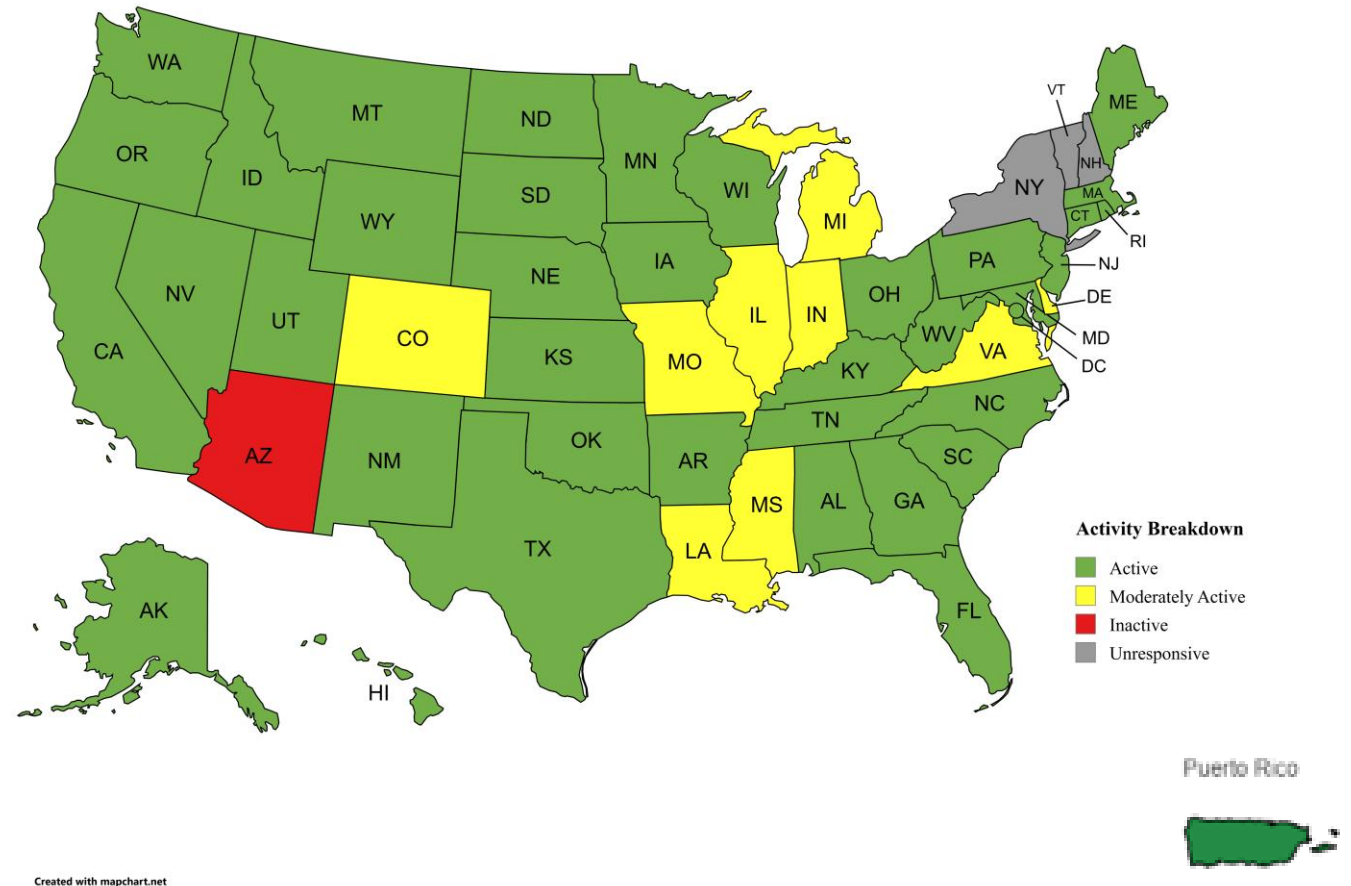 WA
MT
ND
MN
OR
ID
SD
WI
WY
MI
VT
ME
NH
NY
MA
CT
RI
NJ
IA
NE
PA
DE
MD
DC
NV
UT
CO
CA
KS
MO
IL
IN
OH
WV
VA
KY
NC
TN
AZ
NM
OK
AR
SC
MS
AL
GA
TX
LA
FL
AK
HI
Activity Breakdown
Active
Moderately Active
Inactive
Unresponsive
Puerto Rico
Created with mapchart.net